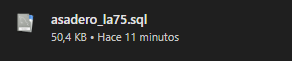 asadero_la75.sql
50,4 KB • Hace 11 minutos